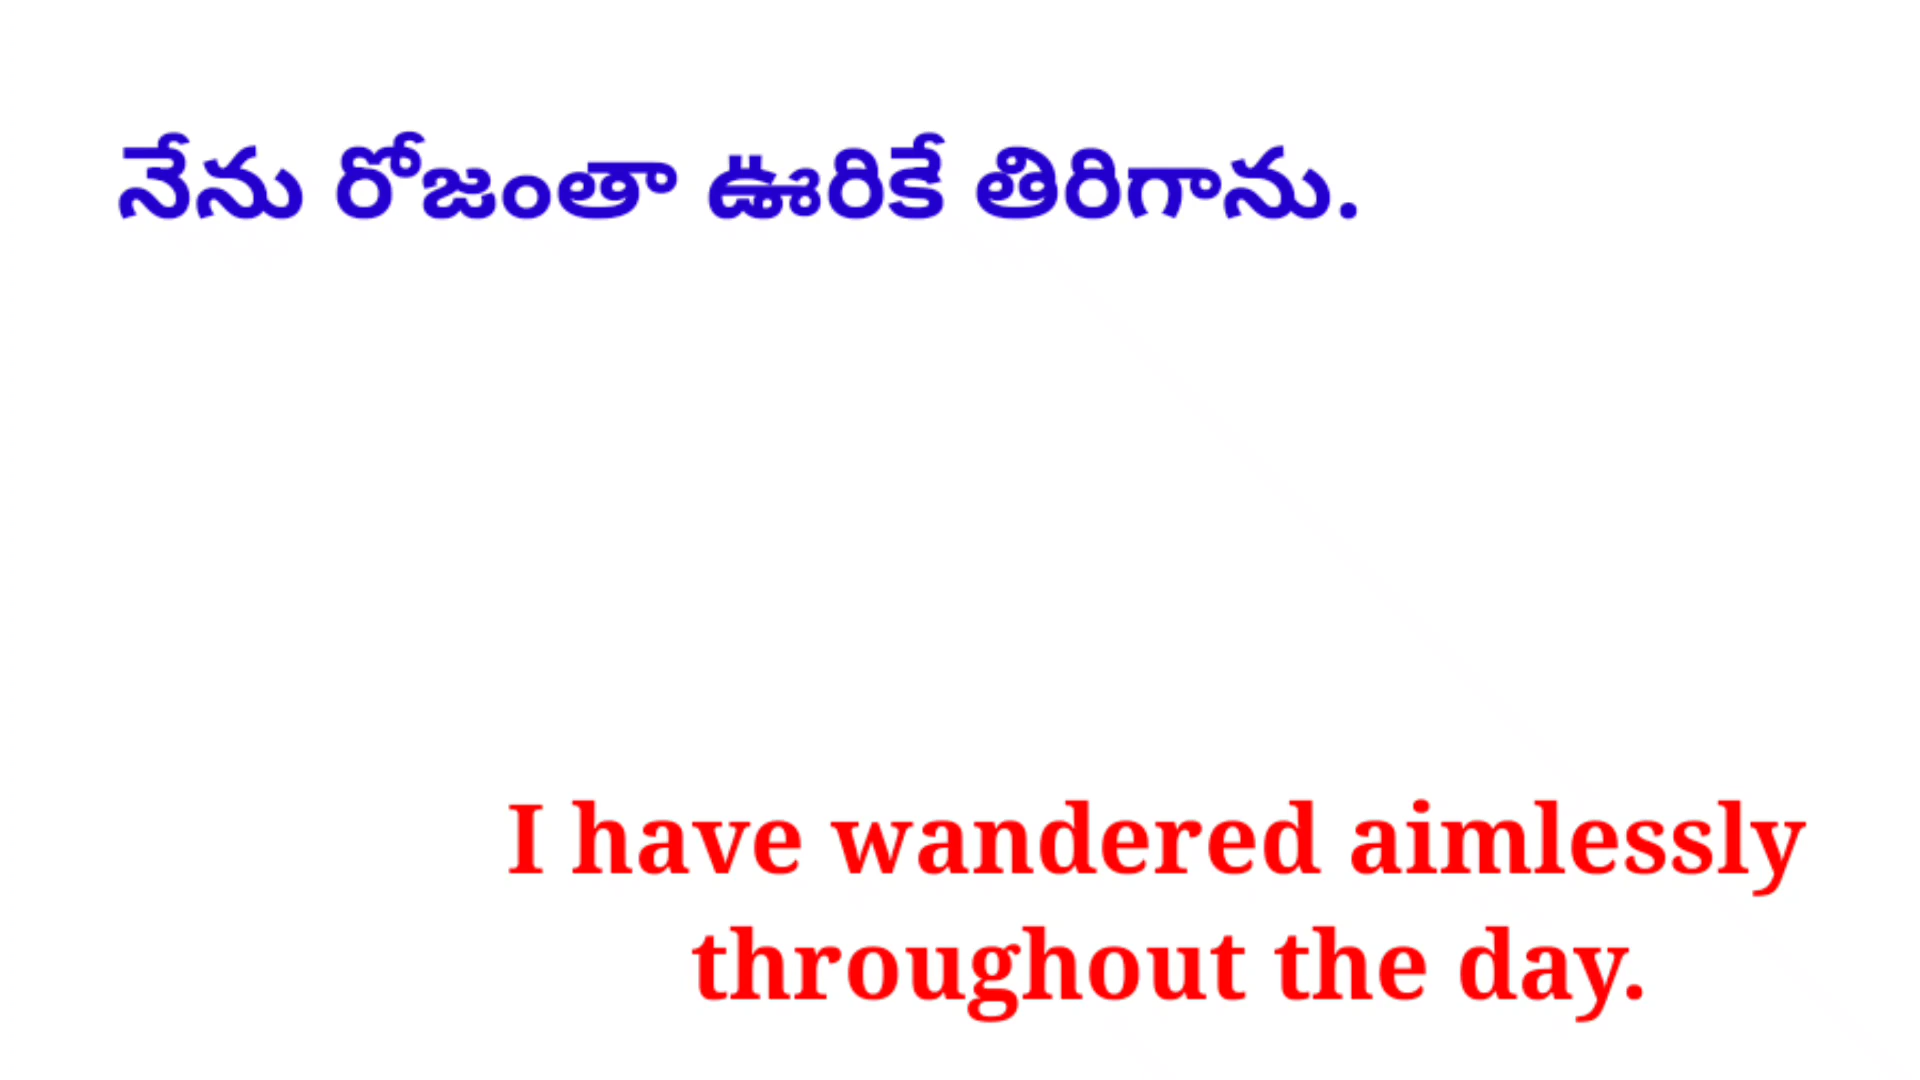 నేను రోజంతా ఊరికే తిరిగాను.
I have wandered aimlessly
throughout the day.